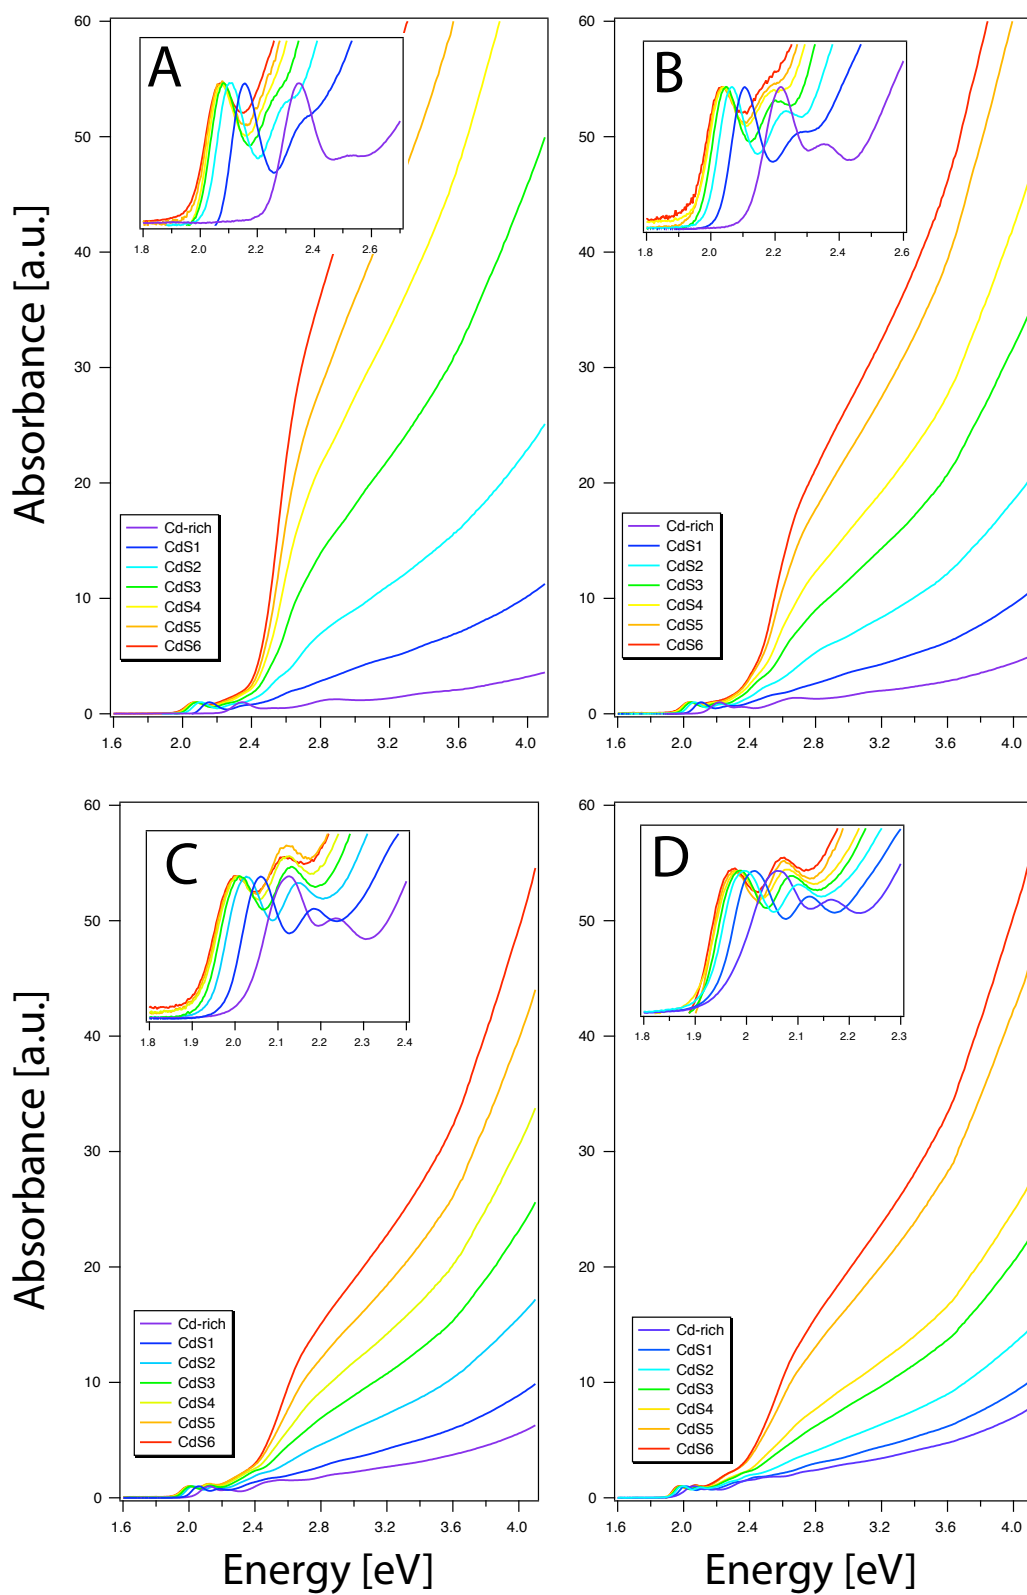 Absorbance [a.u.]
60
50
40
30
20
10
0
A
1.8
2.0
2.2
2.4
2.6
Cd-rich
CdS1
CdS2
CdS3
CdS4
CdS5
CdS6
1.6
2.0
2.4
2.8
3.2
3.6
4.0
60
50
40
30
20
10
0
B
1.8
2.0
2.2
2.4
2.6
Cd-rich
CdS1
CdS2
CdS3
CdS4
CdS5
CdS6
1.6
2.0
2.4
2.8
3.2
3.6
4.0
Absorbance [a.u.]
60
50
40
30
20
10
0
C
1.8
1.9
2.0
2.1
2.2
2.3
2.4
Cd-rich
CdS1
CdS2
CdS3
CdS4
CdS5
CdS6
1.6
2.0
2.4
2.8
3.2
3.6
4.0
Energy [eV]
60
50
40
30
20
10
0
D
1.8
1.9
2
2.1
2.2
2.3
Cd-rich
CdS1
CdS2
CdS3
CdS4
CdS5
CdS6
1.6
2.0
2.4
2.8
3.2
3.6
4.0
Energy [eV]